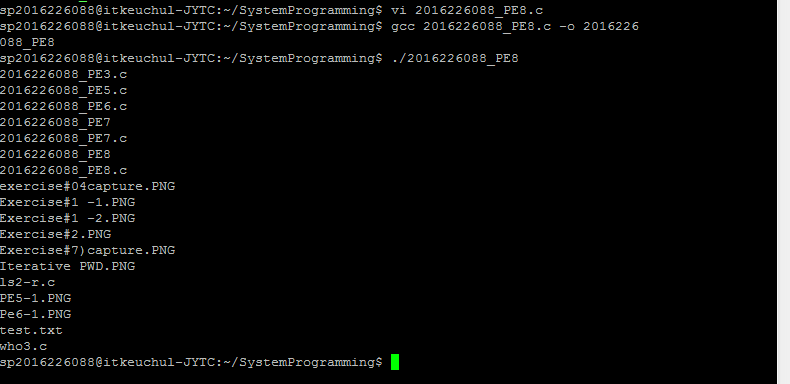 sp2016226088@itkeuchul-JYTC:~/SystemProgramming$ vi 2016226088_PE8.c
sp2016226088@itkeuchul-JYTC:~/SystemProgramming$ gcc 2016226088_PE8.c -o 2016226
088_PE8
sp2016226088@itkeuchul-JYTC:~/SystemProgramming$ ./2016226088_PE8
2016226088_PE3.c
2016226088_PE5.c
2016226088_PE6.c
2016226088_PE7
2016226088_PE7.c
2016226088_PE8
2016226088_PE8.c
exercise#04capture.PNG
Exercise#1 -1.PNG
Exercise#1 -2.PNG
Exercise#2.PNG
Exercise#7)capture.PNG
Iterative PWD.PNG
ls2-r.c
PE5-1.PNG
Pe6-1.PNG
test.txt
who3.c
sp2016226088@itkeuchul-JYTC:~/SystemProgramming$